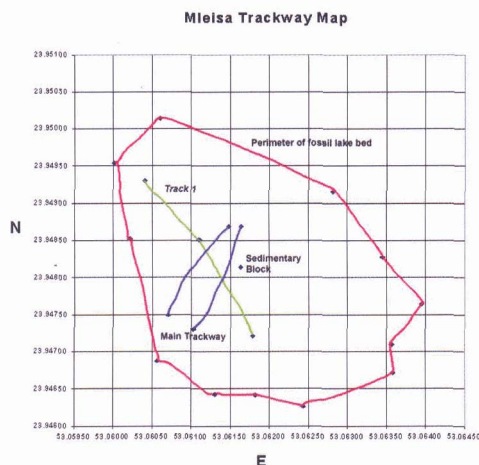 Mleisa Trackway Map
23.95100
23.95050
23.95000
23.94950
23.94900
23.94850
23.94800
23.94750
23.94700
23.94650
23.94600
N
Perimeter of fossil lake bed
Track 1
Sedimentary
Block
Main Trackway
53.05950 53.06000 53.06050 53.06100 53.06150 53.06200 53.06250 53.06300 53.06350 53.06400 53.06450
E